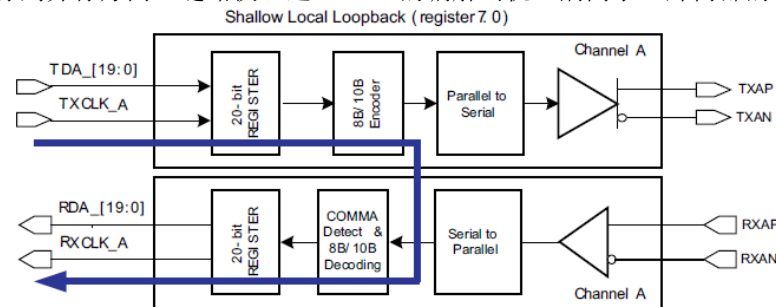 Shallow Local Loopback (register 7. 0)
Channel A
TDA_[19:0]
TXCLK_A
20- bit
REGISTER
8B/ 10B
Encoder
Parallel to
Serial
TXAP
TXAN
RDA_[19:0]
RXCLK_A
20- bit
REGISTER
COMMA
Detect &
8B/ 10B
Decoding
Serial to
Parallel
RXAP
RXAN
Channel A